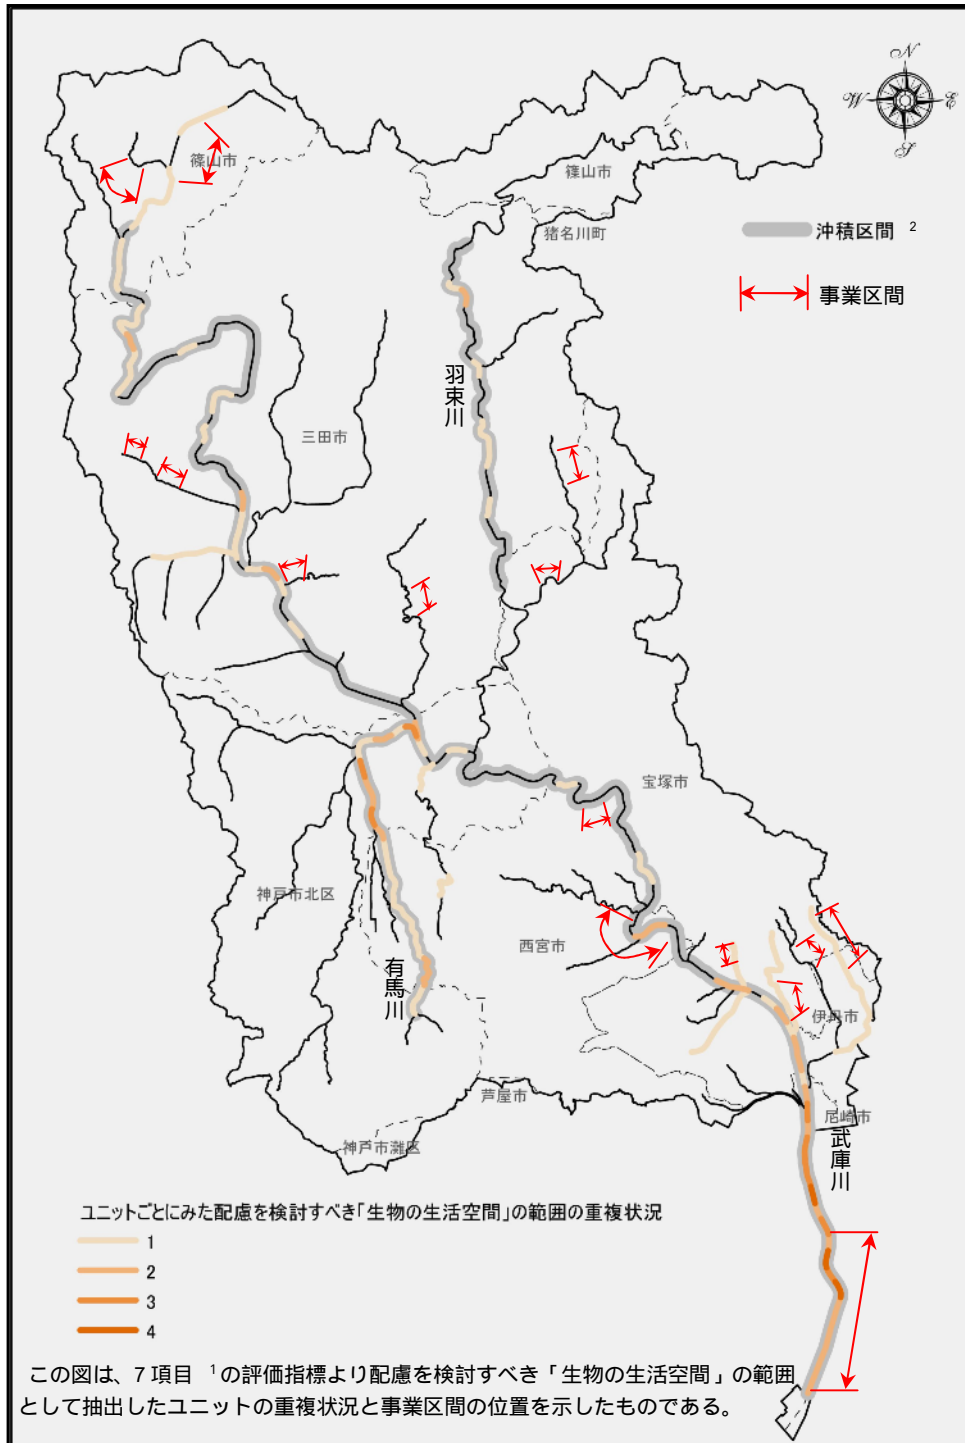 N
W
E
S
篠山市
篠山市
猪名川町
沖積区間 2
事業区間
羽束川
三田市
宝塚市
神戸市北区
西宮市
有馬川
伊丹市
芦屋市
尼崎市
神戸市灘区
武庫川
ユニットごとにみた配慮を検討すべき「生物の生活空間」の範囲の重複状況
1
2
3
4
この図は、7項目 1の評価指標より配慮を検討すべき「生物の生活空間」の範囲
として抽出したユニットの重複状況と事業区間の位置を示したものである。